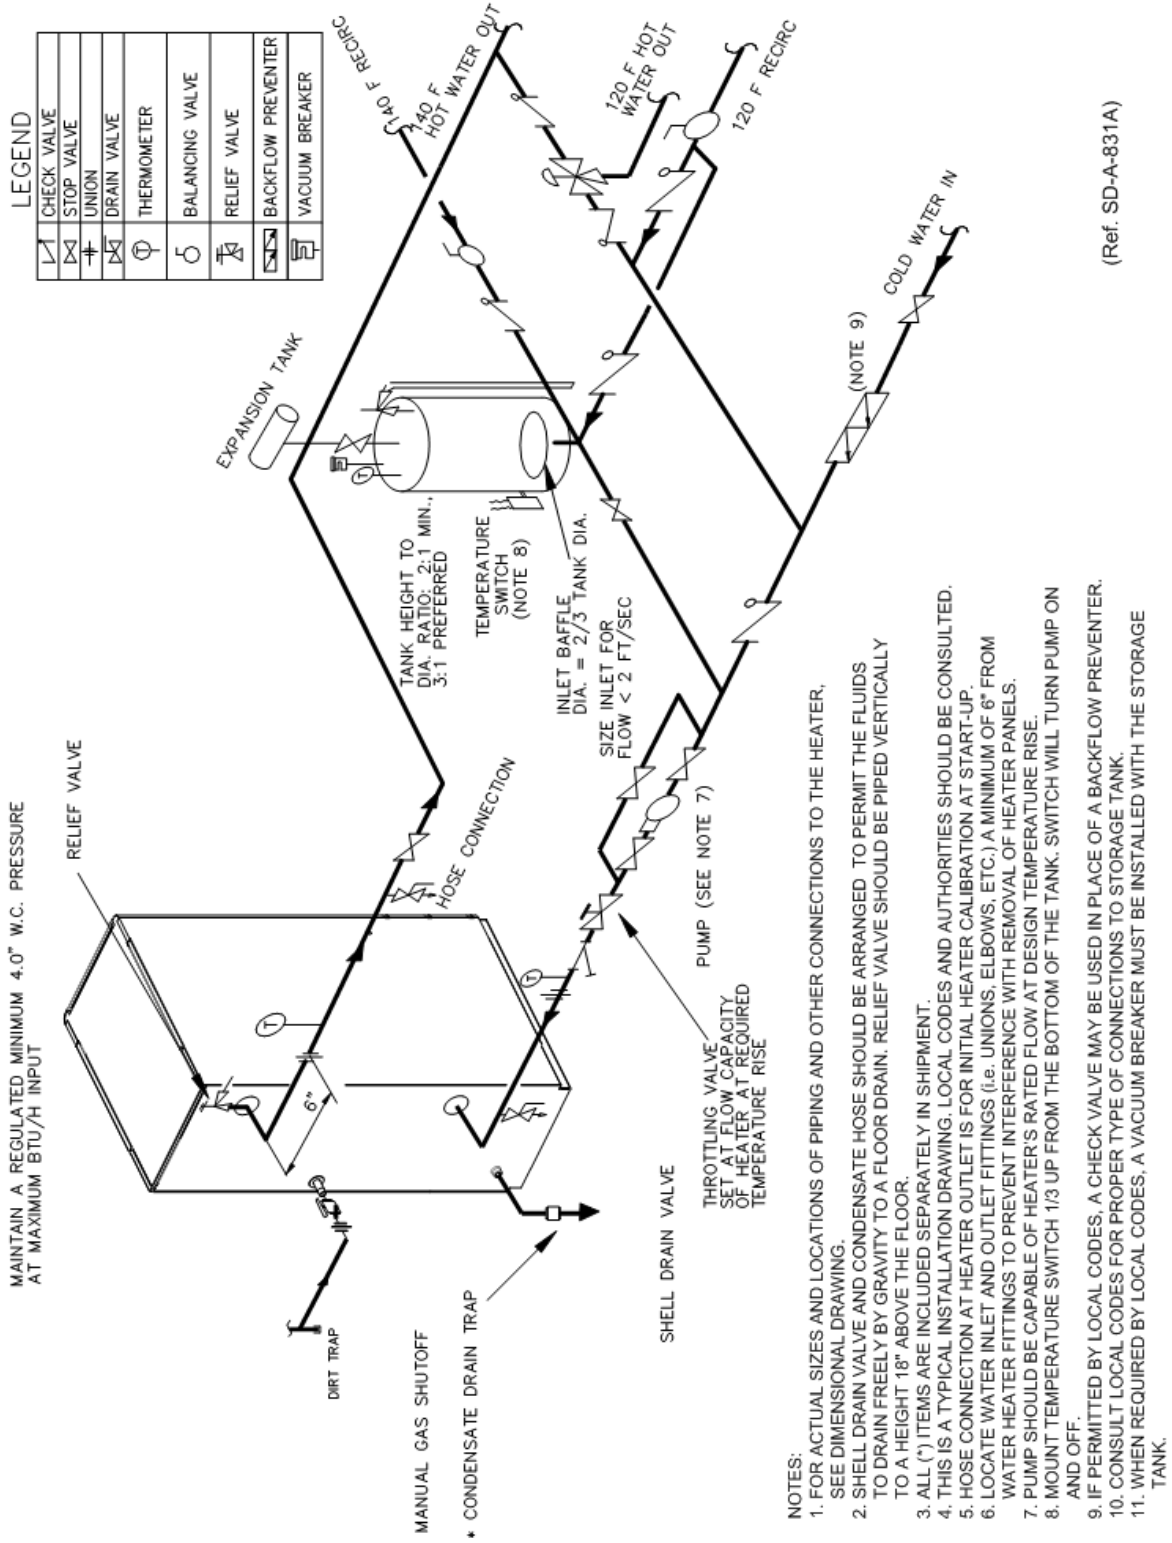 MAINTAIN A REGULATED MINIMUM 4.0" W.C. PRESSURE
AT MAXIMUM BTU/H INPUT
RELIEF VALVE
LEGEND
CHECK VALVE
STOP VALVE
UNION
DRAIN VALVE
T THERMOMETER
BALANCING VALVE
RELIEF VALVE
BACKFLOW PREVENTER
VACUUM BREAKER
EXPANSION TANK
140 F RECIRC
140 F
HOT WATER OUT
120 F HOT
WATER OUT
120 F RECIRC
COLD WATER IN
(NOTE 9)
T
T
T
6"
HOSE CONNECTION
TANK HEIGHT TO
DIA. RATIO: 2:1 MIN.,
3:1 PREFERRED
TEMPERATURE
SWITCH
(NOTE 8)
INLET BAFFLE
DIA. = 2/3 TANK DIA.
SIZE INLET FOR
FLOW < 2 FT/SEC
PUMP (SEE NOTE 7)
THROTTLING VALVE
SET AT FLOW CAPACITY
OF HEATER AT REQUIRED
TEMPERATURE RISE
DIRT TRAP
MANUAL GAS SHUTOFF
* CONDENSATE DRAIN TRAP
SHELL DRAIN VALVE
NOTES:
1. FOR ACTUAL SIZES AND LOCATIONS OF PIPING AND OTHER CONNECTIONS TO THE HEATER,
SEE DIMENSIONAL DRAWING.
2. SHELL DRAIN VALVE AND CONDENSATE HOSE SHOULD BE ARRANGED TO PERMIT THE FLUIDS
TO DRAIN FREELY BY GRAVITY TO A FLOOR DRAIN. RELIEF VALVE SHOULD BE PIPED VERTICALLY
TO A HEIGHT 18" ABOVE THE FLOOR.
3. ALL (*) ITEMS ARE INCLUDED SEPARATELY IN SHIPMENT.
4. THIS IS A TYPICAL INSTALLATION DRAWING. LOCAL CODES AND AUTHORITIES SHOULD BE CONSULTED.
5. HOSE CONNECTION AT HEATER OUTLET IS FOR INITIAL HEATER CALIBRATION AT START-UP.
6. LOCATE WATER INLET AND OUTLET FITTINGS (i.e. UNIONS, ELBOWS, ETC.) A MINIMUM OF 6" FROM
WATER HEATER FITTINGS TO PREVENT INTERFERENCE WITH REMOVAL OF HEATER PANELS.
7. PUMP SHOULD BE CAPABLE OF HEATER'S RATED FLOW AT DESIGN TEMPERATURE RISE.
8. MOUNT TEMPERATURE SWITCH 1/3 UP FROM THE BOTTOM OF THE TANK. SWITCH WILL TURN PUMP ON
AND OFF.
9. IF PERMITTED BY LOCAL CODES, A CHECK VALVE MAY BE USED IN PLACE OF A BACKFLOW PREVENTER.
10. CONSULT LOCAL CODES FOR PROPER TYPE OF CONNECTIONS TO STORAGE TANK.
11. WHEN REQUIRED BY LOCAL CODES, A VACUUM BREAKER MUST BE INSTALLED WITH THE STORAGE
TANK.
(Ref. SD-A-831A)